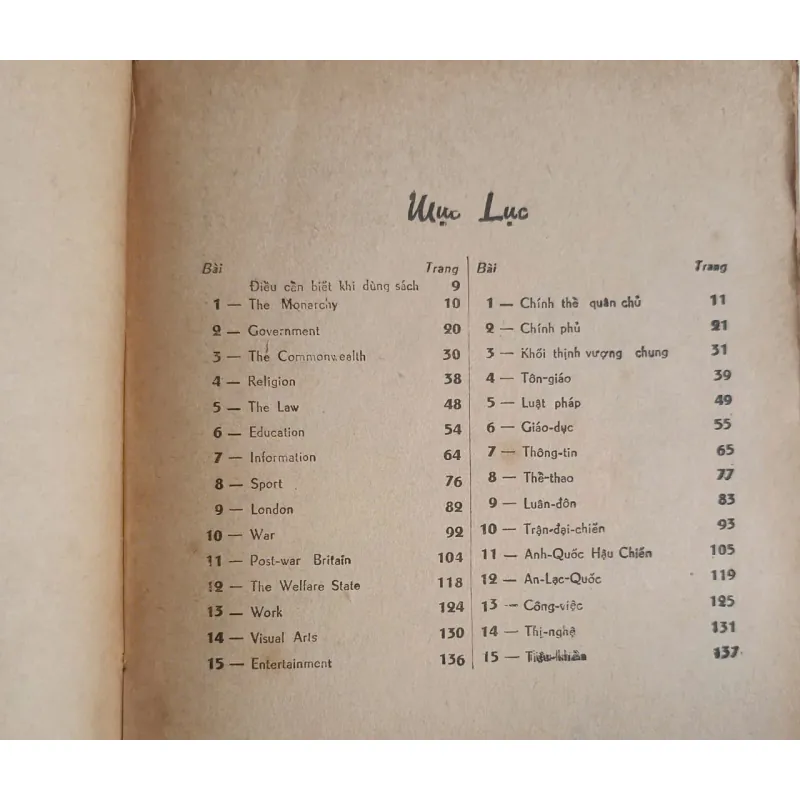 Mục Lục
Bài Trang
Điều cần biết khi dùng sách 9
1 — The Monarchy 10
2 — Government 20
3 — The Commonwealth 30
4 — Religion 38
5 — The Law 48
6 — Education 54
7 — Information 64
8 — Sport 76
9 — London 82
10 — War 92
11 — Post-war Britain 104
12 — The Welfare State 118
13 — Work 124
14 — Visual Arts 130
15 — Entertainment 136
Bài Trang
1 — Chính thể quân chủ 11
2 — Chính phủ 21
3 — Khối thịnh vượng chung 31
4 — Tôn-giáo 39
5 — Luật pháp 49
6 — Giáo-dục 55
7 — Thông-tin 65
8 — Thể-thao 77
9 — Luân-đôn 83
10 — Trận-đại-chiến 93
11 — Anh-Quốc Hậu Chiến 105
12 — An-Lạc-Quốc 119
13 — Công-việc 125
14 — Thị-nghệ 131
15 — 137